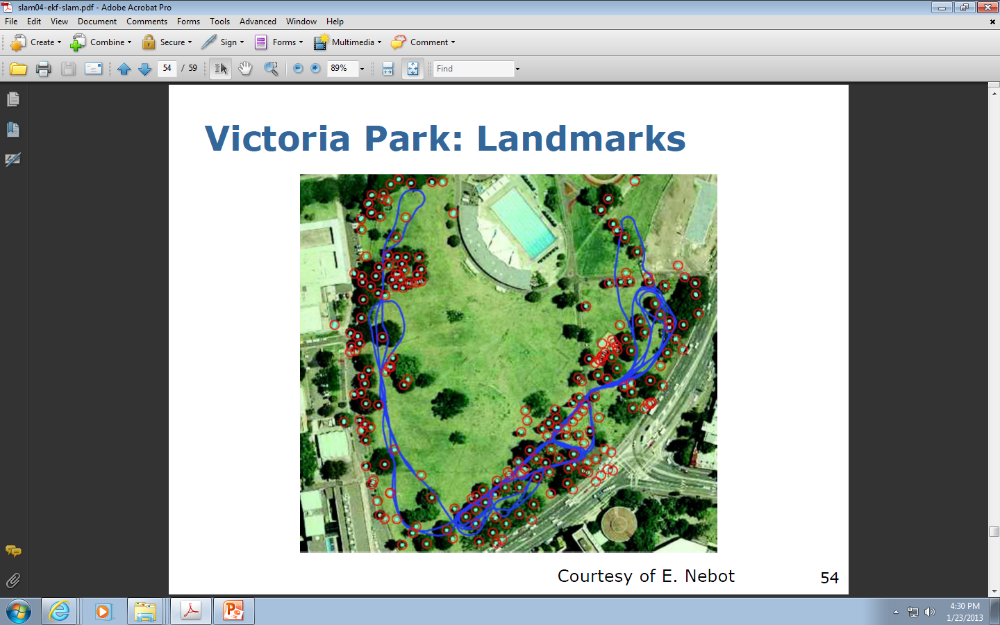 slam04-ekf-slam.pdf - Adobe Acrobat Pro
File Edit View Document Comments Forms Tools Advanced Window Help
Create Combine Secure Sign Forms Multimedia Comment
54 / 59 89% Find
Victoria Park: Landmarks
Courtesy of E. Nebot
54
4:30 PM
1/23/2013